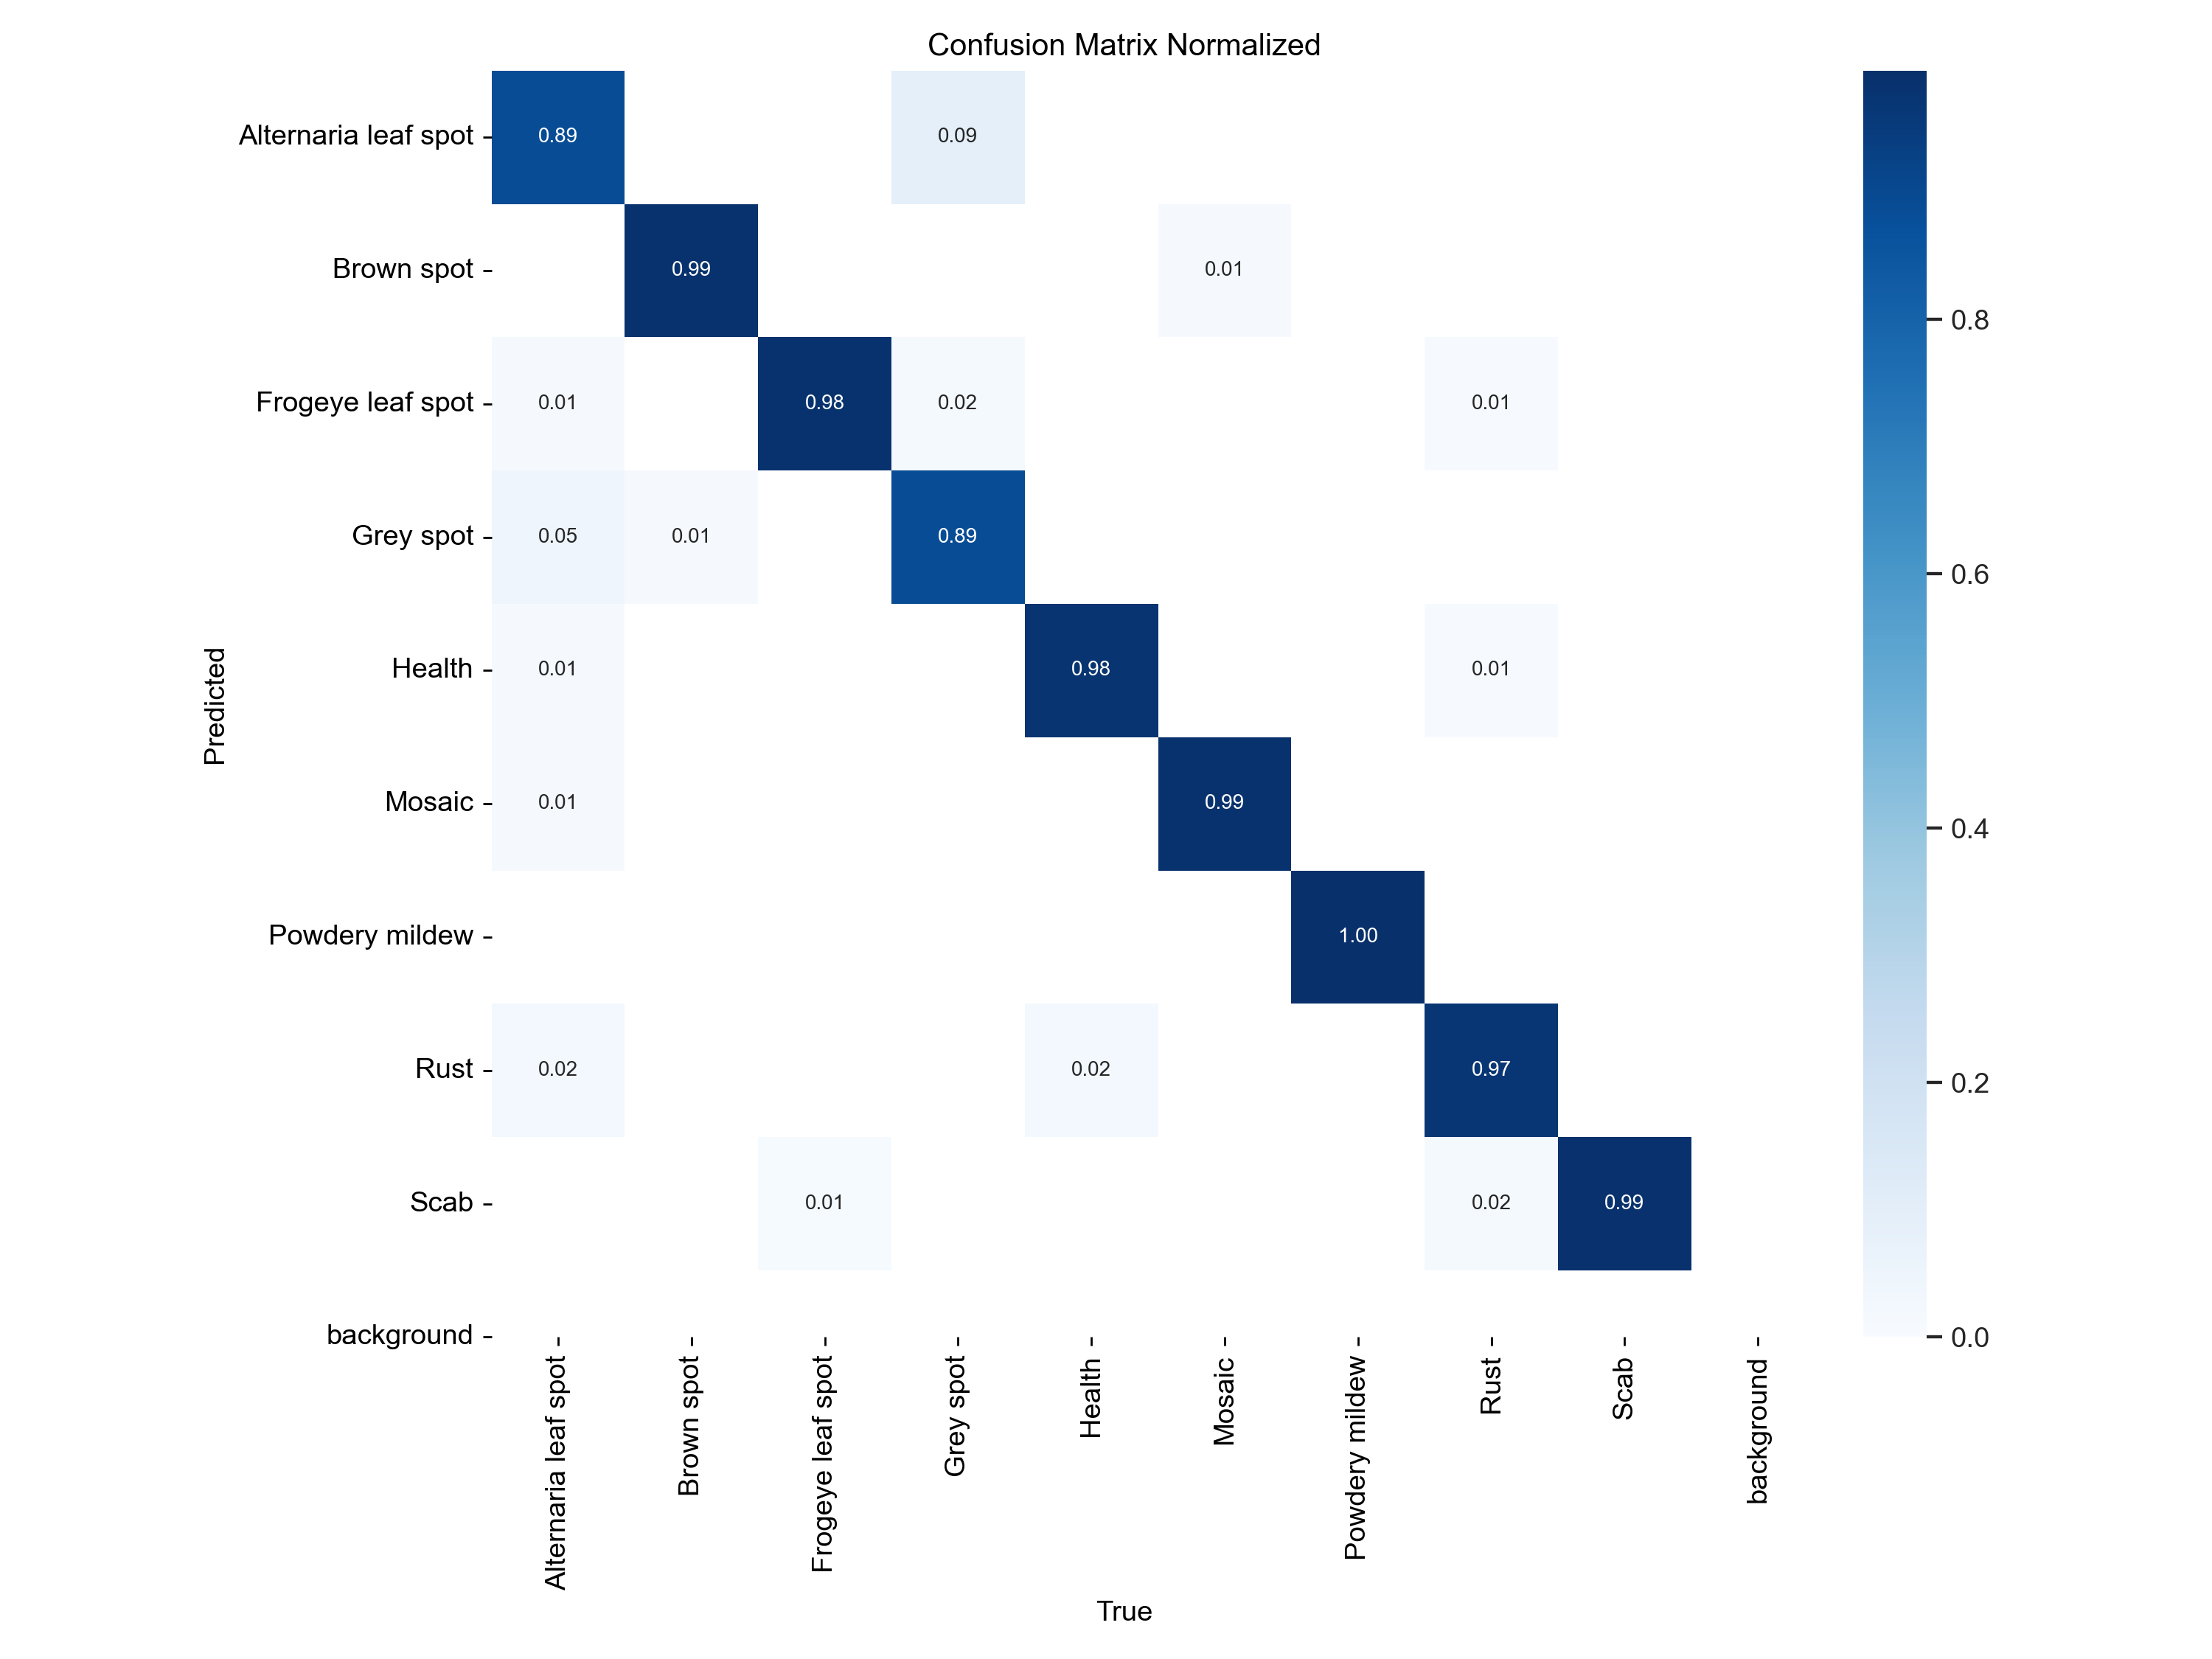 Confusion Matrix Normalized
Alternaria leaf spot 0.89 0.09
Brown spot 0.99 0.01
0.8
Frogeye leaf spot 0.01 0.98 0.02 0.01
Grey spot 0.05 0.01 0.89
0.6
Health 0.01 0.98 0.01
Predicted
Mosaic 0.01 0.99
0.4
Powdery mildew 1.00
Rust 0.02 0.02 0.97
0.2
Scab 0.01 0.02 0.99
background
0.0
Alternaria leaf spot
Brown spot
Frogeye leaf spot
Grey spot
Health
Mosaic
Powdery mildew
Rust
Scab
background
True